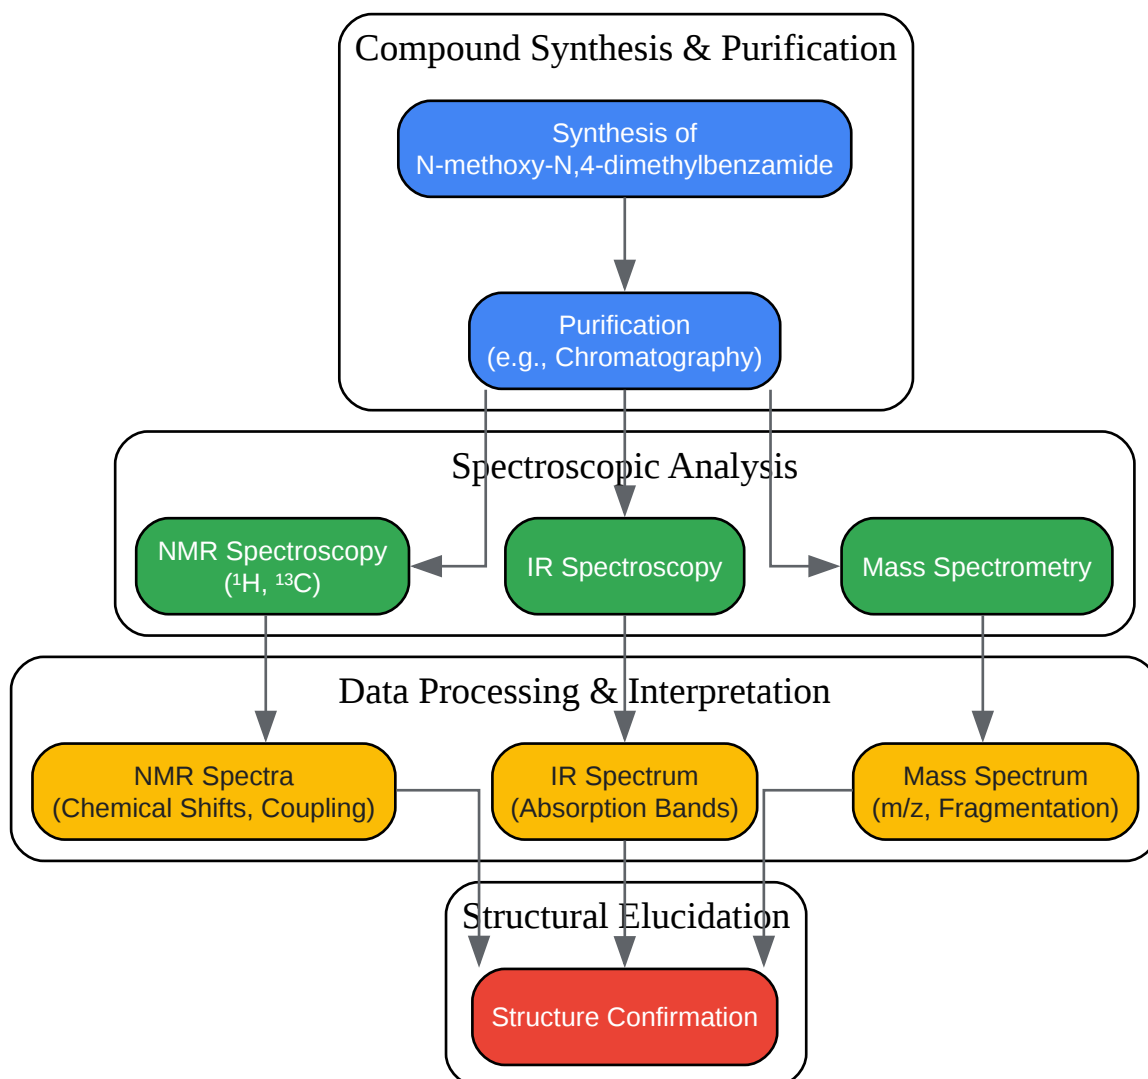 Compound Synthesis & Purification
Synthesis of
N-methoxy-N,4-dimethylbenzamide
Purification
(e.g., Chromatography)
Spectroscopic Analysis
NMR Spectroscopy
(¹H, ¹³C)
IR Spectroscopy
Mass Spectrometry
Data Processing & Interpretation
NMR Spectra
(Chemical Shifts, Coupling)
IR Spectrum
(Absorption Bands)
Mass Spectrum
(m/z, Fragmentation)
Structural Elucidation
Structure Confirmation